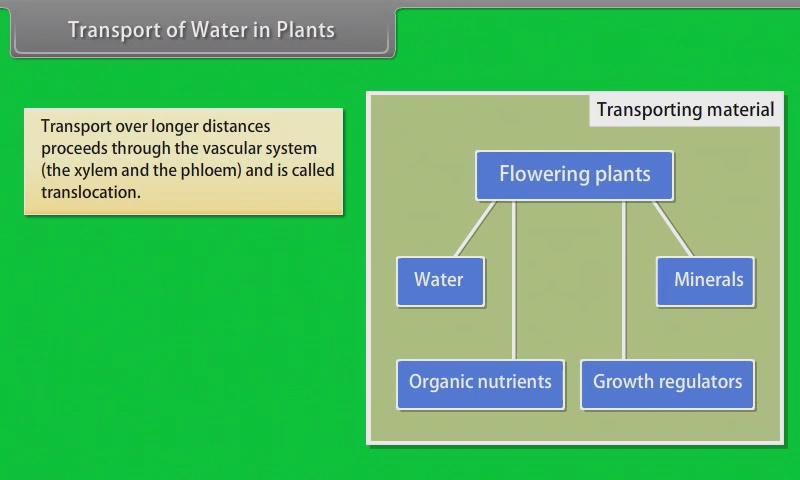 Transport of Water in Plants
Transport over longer distances
proceeds through the vascular system
(the xylem and the phloem) and is called
translocation.
Transporting material
Flowering plants
Water
Minerals
Organic nutrients
Growth regulators